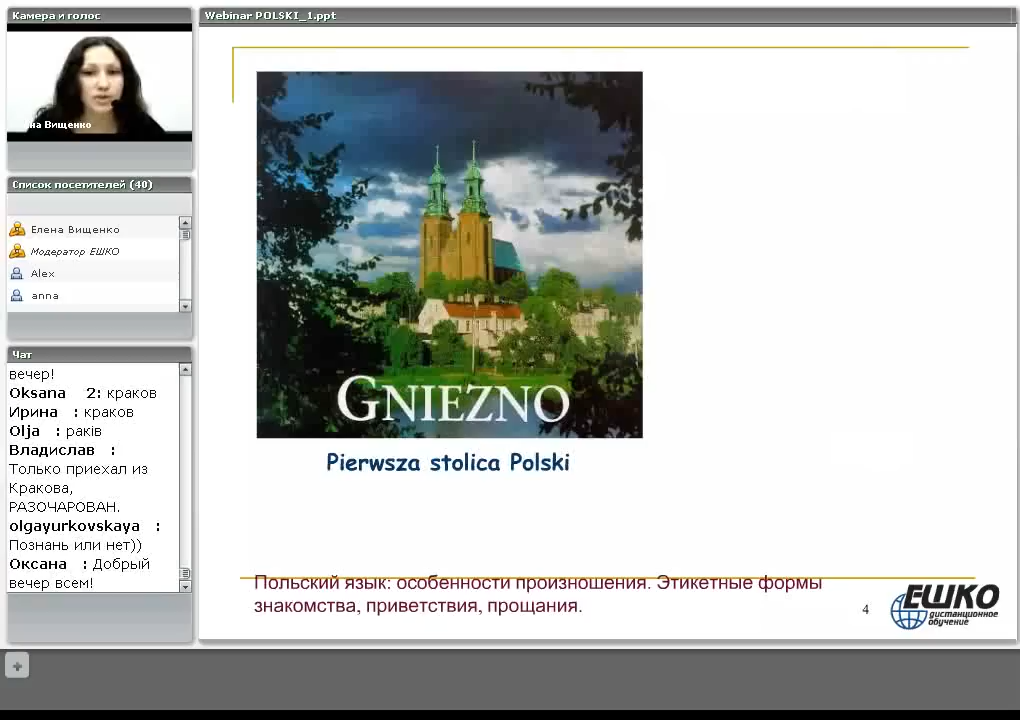 Камера и голос
на Вищенко
Список посетителей (40)
Елена Вищенко
Модератор ЕШКО
Alex
anna
Чат
вечер!
Oksana 2: краков
Ирина : краков
Olja : раків
Владислав :
Только приехал из
Кракова,
РАЗОЧАРОВАН.
olgayurkovskaya :
Познань или нет))
Оксана : Добрый
вечер всем!
Webinar POLSKI_1.ppt
GNIEZNO
Pierwsza stolica Polski
Польский язык: особенности произношения. Этикетные формы
знакомства, приветствия, прощания.
4
ЕШКО
дистанционное
обучение